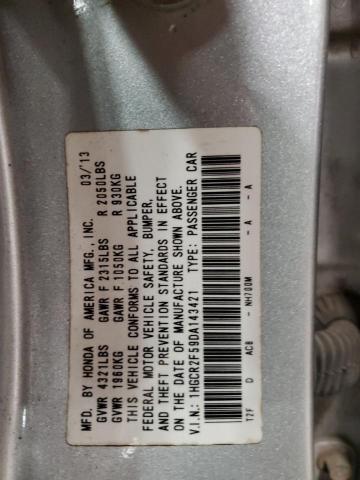 MFD. BY HONDA OF AMERICA MFG., INC. 03/'13
GVWR 4321LBS GAWR F 2315LBS R 2050LBS
GVWR 1960KG GAWR F 1050KG R 930KG
THIS VEHICLE CONFORMS TO ALL APPLICABLE
FEDERAL MOTOR VEHICLE SAFETY, BUMPER,
AND THEFT PREVENTION STANDARDS IN EFFECT
ON THE DATE OF MANUFACTURE SHOWN ABOVE.
V.I.N.: 1HGCR2F59DA143421 TYPE: PASSENGER CAR
T2F D AC8 - NH700M - A - A